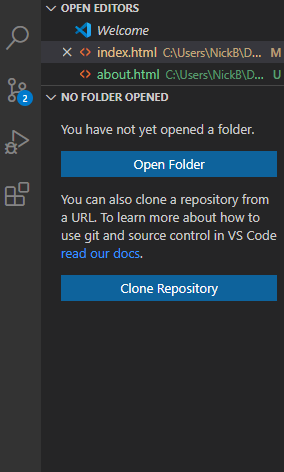 OPEN EDITORS
Welcome
index.html C:\Users\NickB\D... M
about.html C:\Users\NickB\D... U
2
NO FOLDER OPENED
You have not yet opened a folder.
Open Folder
You can also clone a repository from
a URL. To learn more about how to
use git and source control in VS Code
read our docs.
Clone Repository